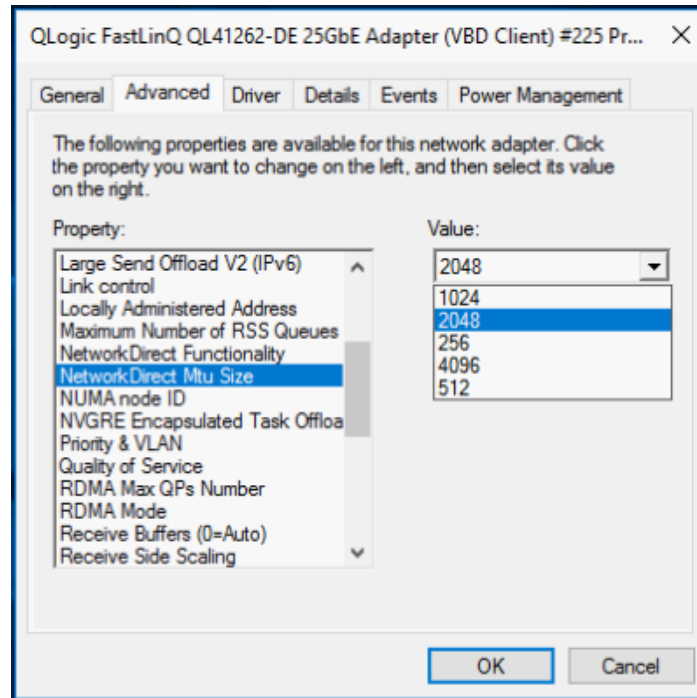 QLogic FastLinQ QL41262-DE 25GbE Adapter (VBD Client) #225 Pr...
General Advanced Driver Details Events Power Management
The following properties are available for this network adapter. Click
the property you want to change on the left, and then select its value
on the right.
Property:
Large Send Offload V2 (IPv6)
Link control
Locally Administered Address
Maximum Number of RSS Queues
NetworkDirect Functionality
NetworkDirect Mtu Size
NUMA node ID
NVGRE Encapsulated Task Offloa
Priority & VLAN
Quality of Service
RDMA Max QPs Number
RDMA Mode
Receive Buffers (0=Auto)
Receive Side Scaling
Value:
2048
1024
2048
256
4096
512
OK Cancel